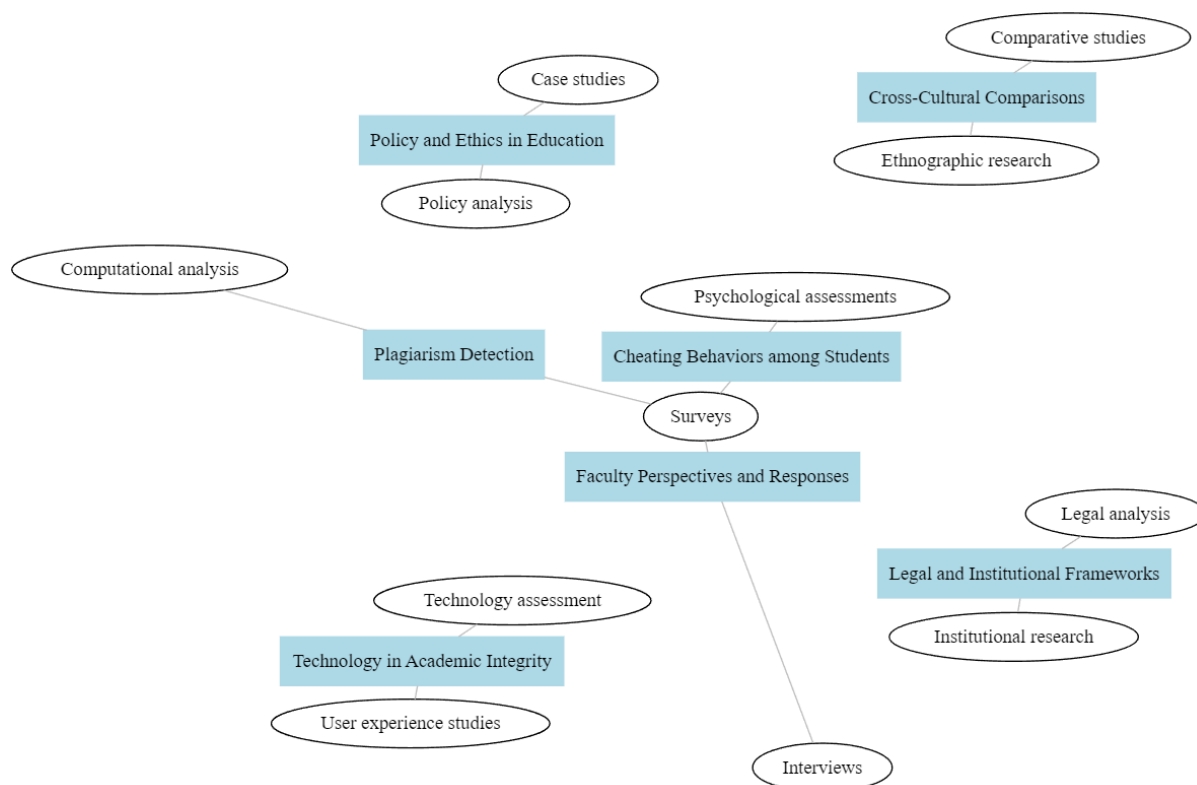 Comparative studies
Case studies
Cross-Cultural Comparisons
Policy and Ethics in Education
Ethnographic research
Policy analysis
Computational analysis
Psychological assessments
Plagiarism Detection
Cheating Behaviors among Students
Surveys
Faculty Perspectives and Responses
Legal analysis
Legal and Institutional Frameworks
Technology assessment
Institutional research
Technology in Academic Integrity
User experience studies
Interviews